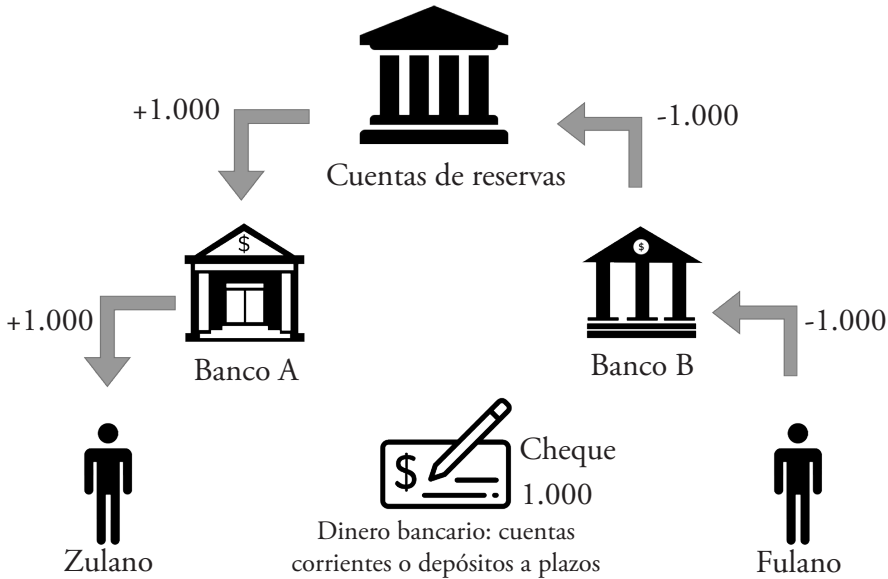 +1.000
-1.000
Cuentas de reservas
$
$
+1.000
-1.000
Banco A
Banco B
$
Cheque
1.000
Dinero bancario: cuentas
corrientes o depósitos a plazos
Zulano
Fulano